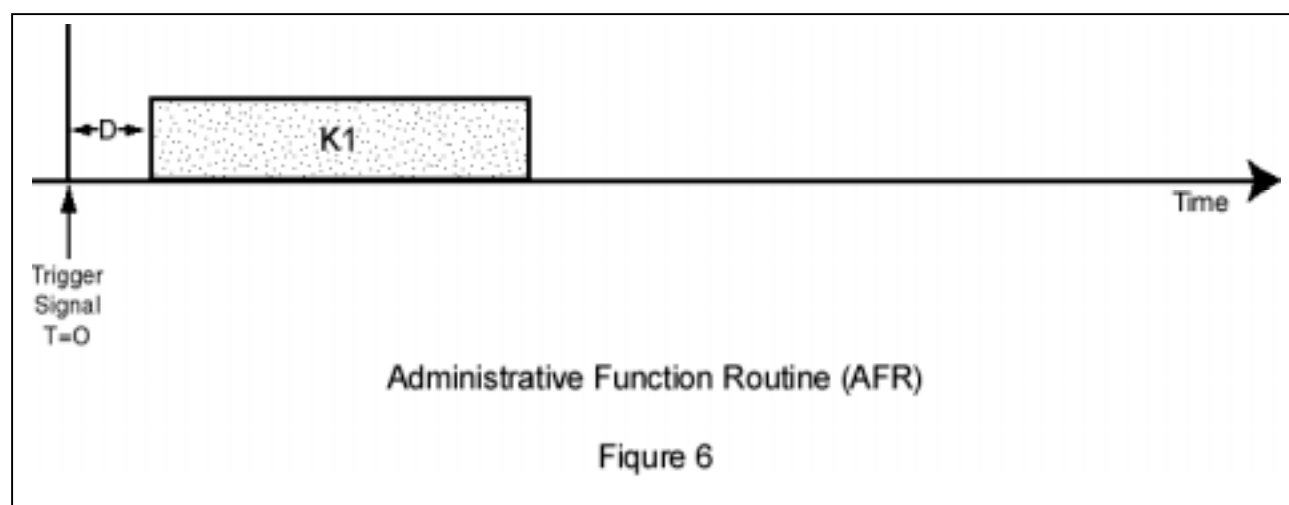 D
K1
Time
Trigger
Signal
T=O
Administrative Function Routine (AFR)
Fiqure 6